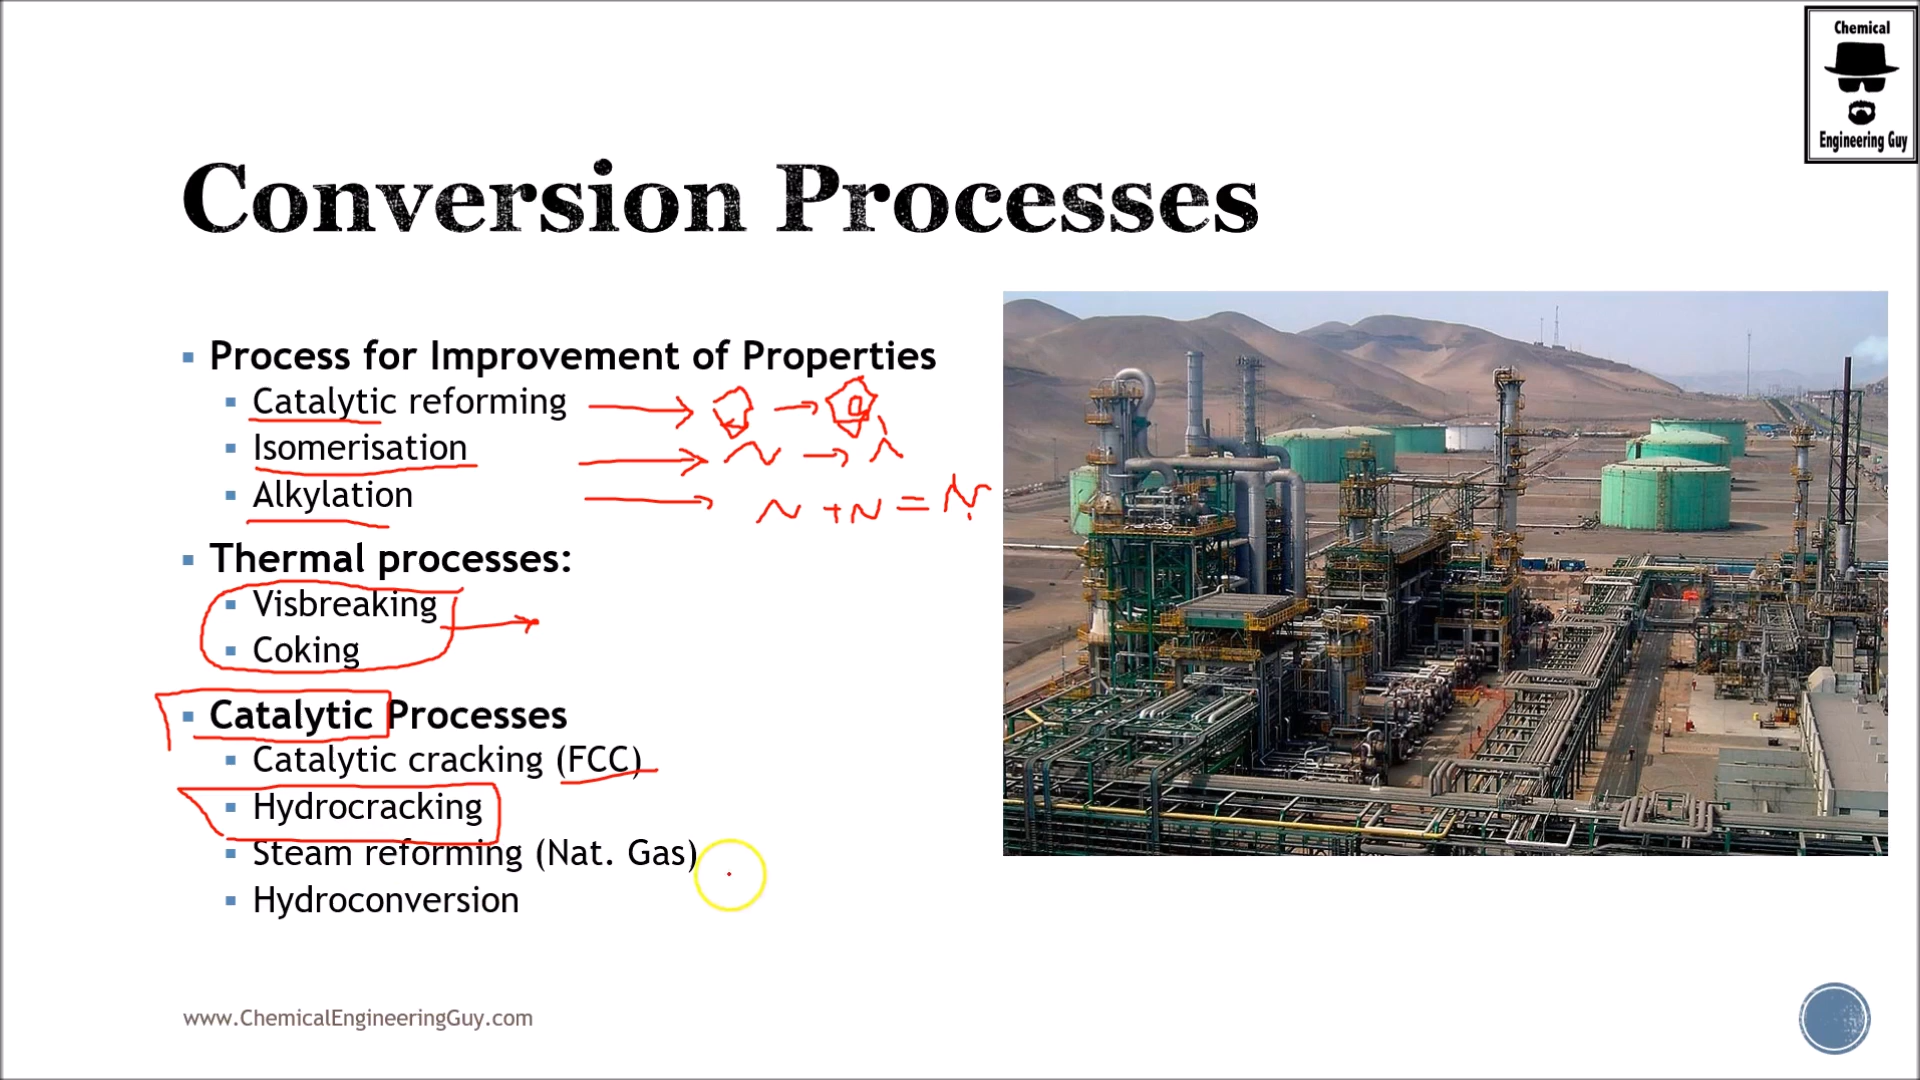 Chemical
Engineering Guy
Conversion Processes
Process for Improvement of Properties
Catalytic reforming
Isomerisation
Alkylation
N + N = N
Thermal processes:
Visbreaking
Coking
Catalytic Processes
Catalytic cracking (FCC)
Hydrocracking
Steam reforming (Nat. Gas)
Hydroconversion
www.ChemicalEngineeringGuy.com